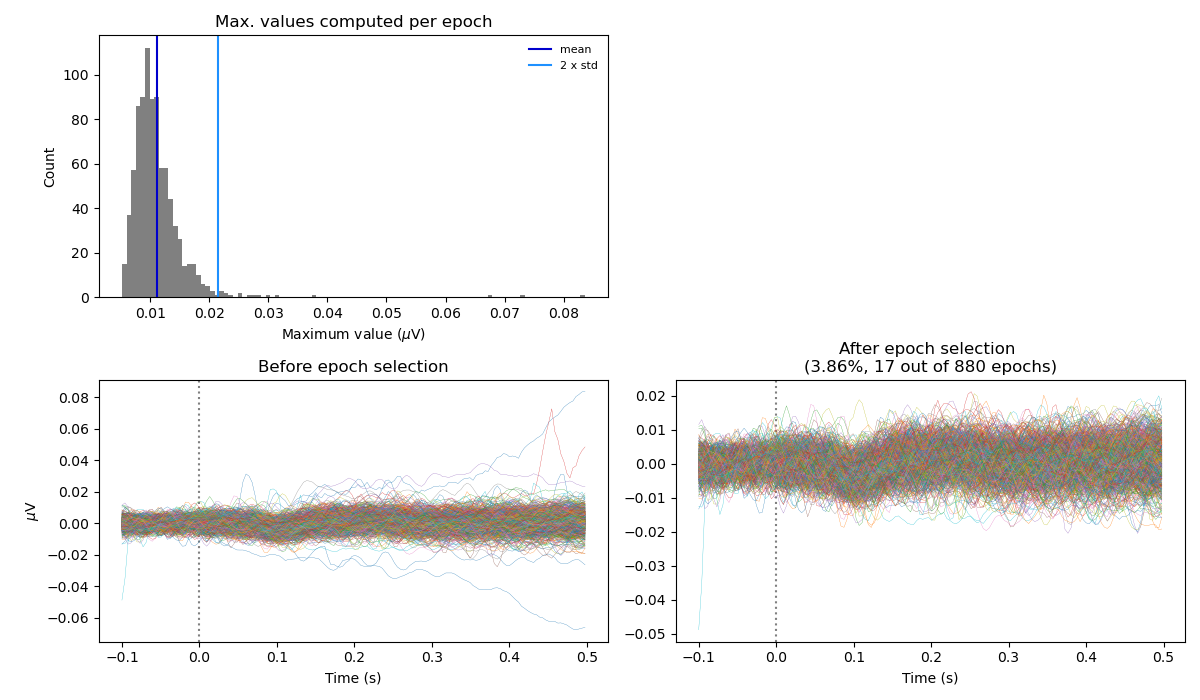 Max. values computed per epoch
mean
2 x std
100
80
60
40
20
0
Count
0.01 0.02 0.03 0.04 0.05 0.06 0.07 0.08
Maximum value (μV)
Before epoch selection
0.08
0.06
0.04
0.02
0.00
−0.02
−0.04
−0.06
μV
−0.1 0.0 0.1 0.2 0.3 0.4 0.5
Time (s)
After epoch selection
(3.86%, 17 out of 880 epochs)
0.02
0.01
0.00
−0.01
−0.02
−0.03
−0.04
−0.05
−0.1 0.0 0.1 0.2 0.3 0.4 0.5
Time (s)